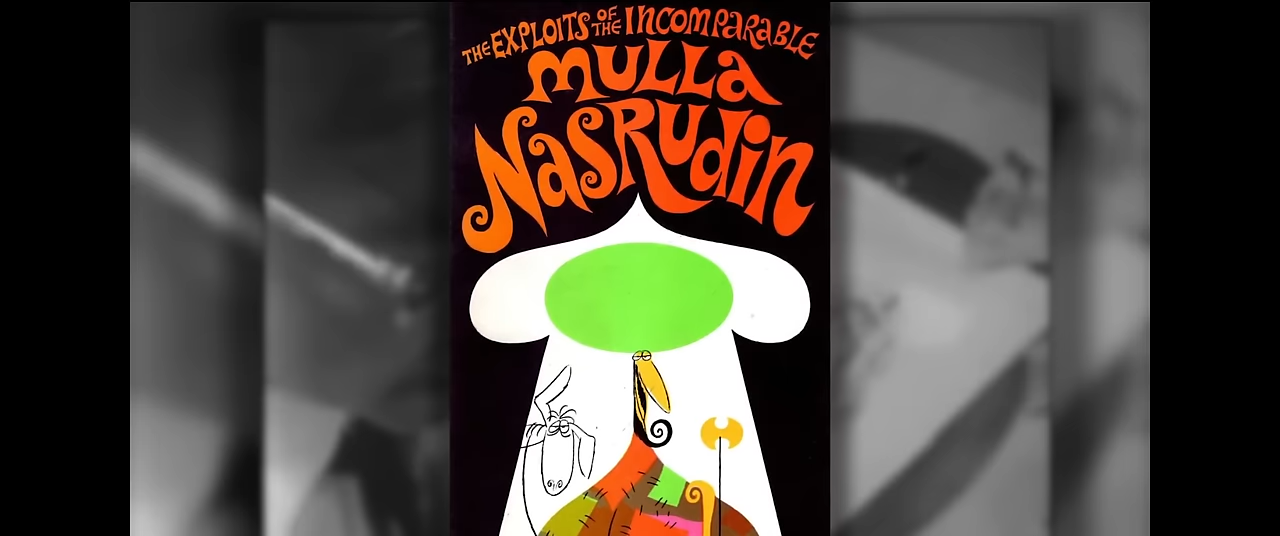 THE EXPLOITS OF THE INCOMPARABLE
MULLA
NASRUDIN